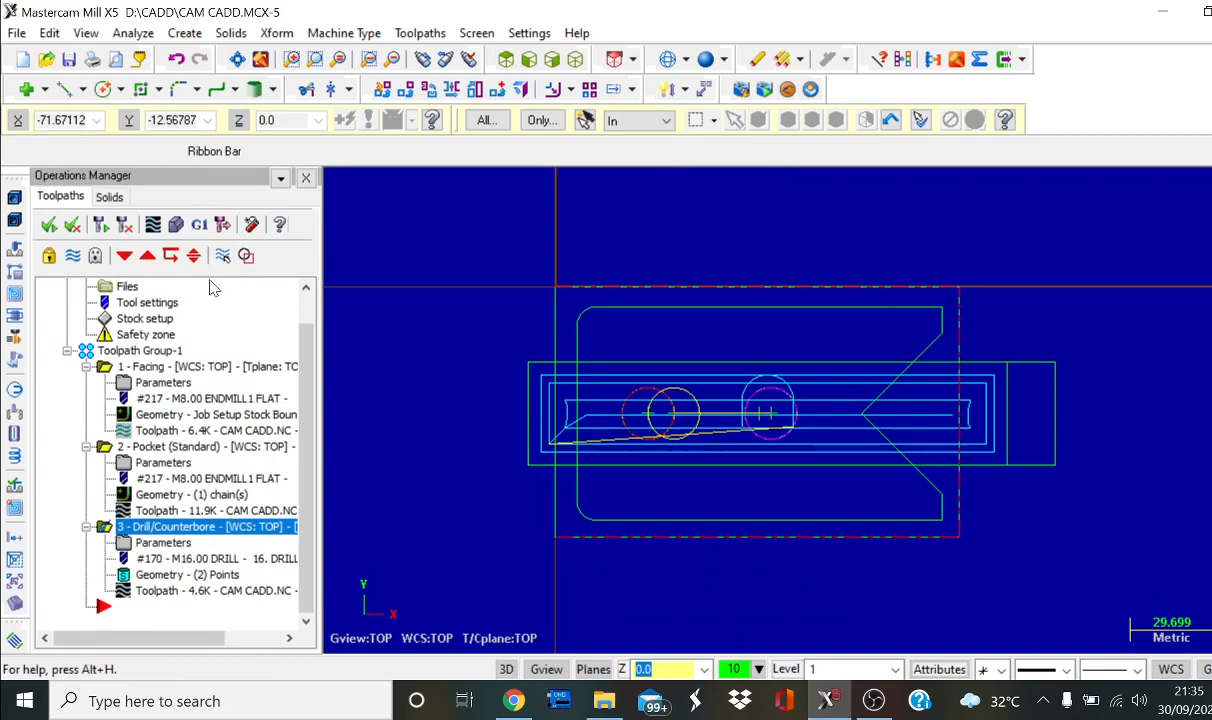 Mastercam Mill X5 D:\CADD\CAM CADD.MCX-5
File Edit View Analyze Create Solids Xform Machine Type Toolpaths Screen Settings Help
X -71.67112 Y -12.56787 Z 0.0 All... Only... In
Ribbon Bar
Operations Manager
Toolpaths Solids
G1
Files
Tool settings
Stock setup
Safety zone
Toolpath Group-1
1 - Facing - [WCS: TOP] - [Tplane: TO
Parameters
#217 - M8.00 ENDMILL1 FLAT -
Geometry - Job Setup Stock Boun
Toolpath - 6.4K - CAM CADD.NC -
2 - Pocket (Standard) - [WCS: TOP] -
Parameters
#217 - M8.00 ENDMILL1 FLAT -
Geometry - (1) chain(s)
Toolpath - 11.9K - CAM CADD.NC
3 - Drill/Counterbore - [WCS: TOP] - [
Parameters
#170 - M16.00 DRILL - 16. DRILL
Geometry - (2) Points
Toolpath - 4.6K - CAM CADD.NC -
Y
X
Gview:TOP WCS:TOP T/Cplane:TOP
29.699
Metric
For help, press Alt+H.
3D Gview Planes Z 0.0 10 Level 1 Attributes WCS G
Type here to search
99+
32°C
21:35
30/09/202